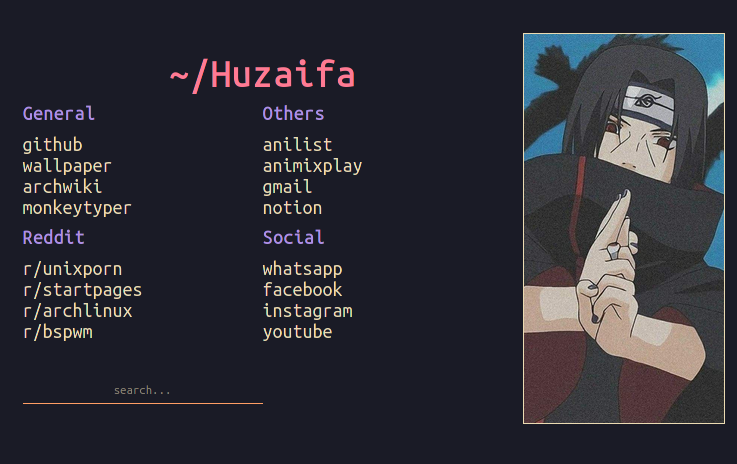 ~/Huzaifa
General
github
wallpaper
archwiki
monkeytyper
Others
anilist
animixplay
gmail
notion
Reddit
r/unixporn
r/startpages
r/archlinux
r/bspwm
Social
whatsapp
facebook
instagram
youtube
search...